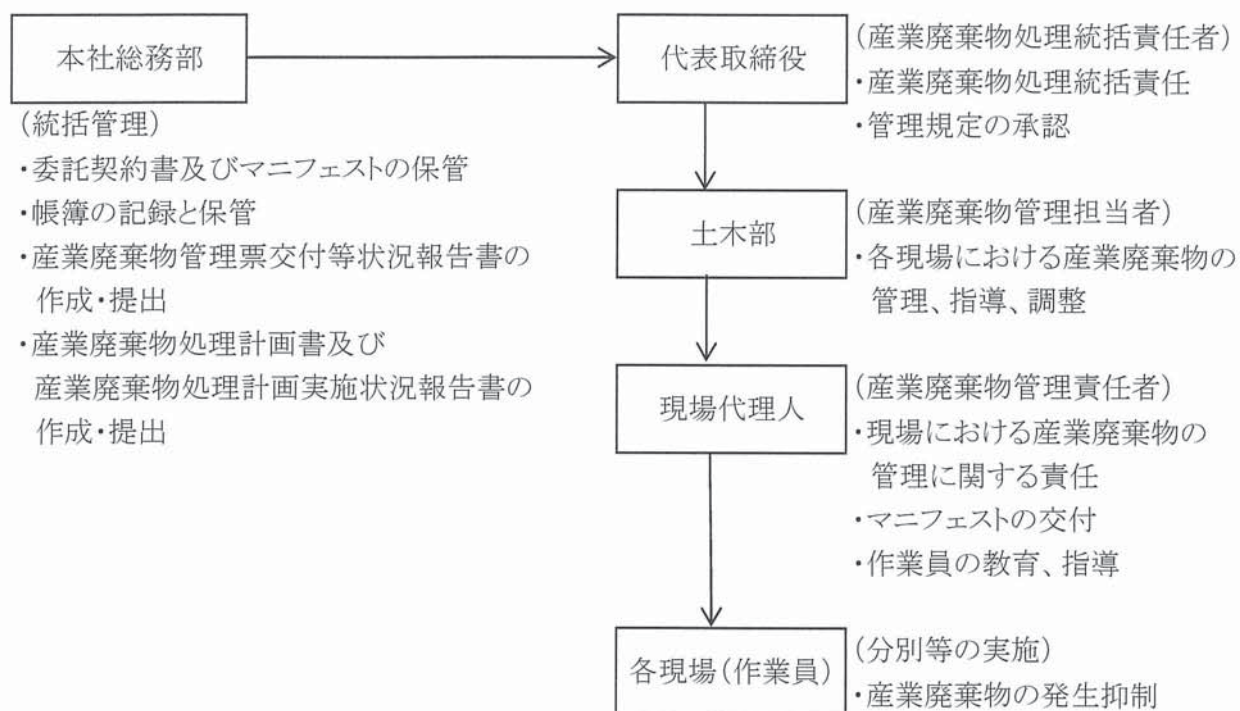 本社総務部
(統括管理)
・委託契約書及びマニフェストの保管
・帳簿の記録と保管
・産業廃棄物管理票交付等状況報告書の
作成・提出
・産業廃棄物処理計画書及び
産業廃棄物処理計画実施状況報告書の
作成・提出
代表取締役
(産業廃棄物処理統括責任者)
・産業廃棄物処理統括責任
・管理規定の承認
土木部
(産業廃棄物管理担当者)
・各現場における産業廃棄物の
管理、指導、調整
現場代理人
(産業廃棄物管理責任者)
・現場における産業廃棄物の
管理に関する責任
・マニフェストの交付
・作業員の教育、指導
各現場(作業員)
(分別等の実施)
・産業廃棄物の発生抑制